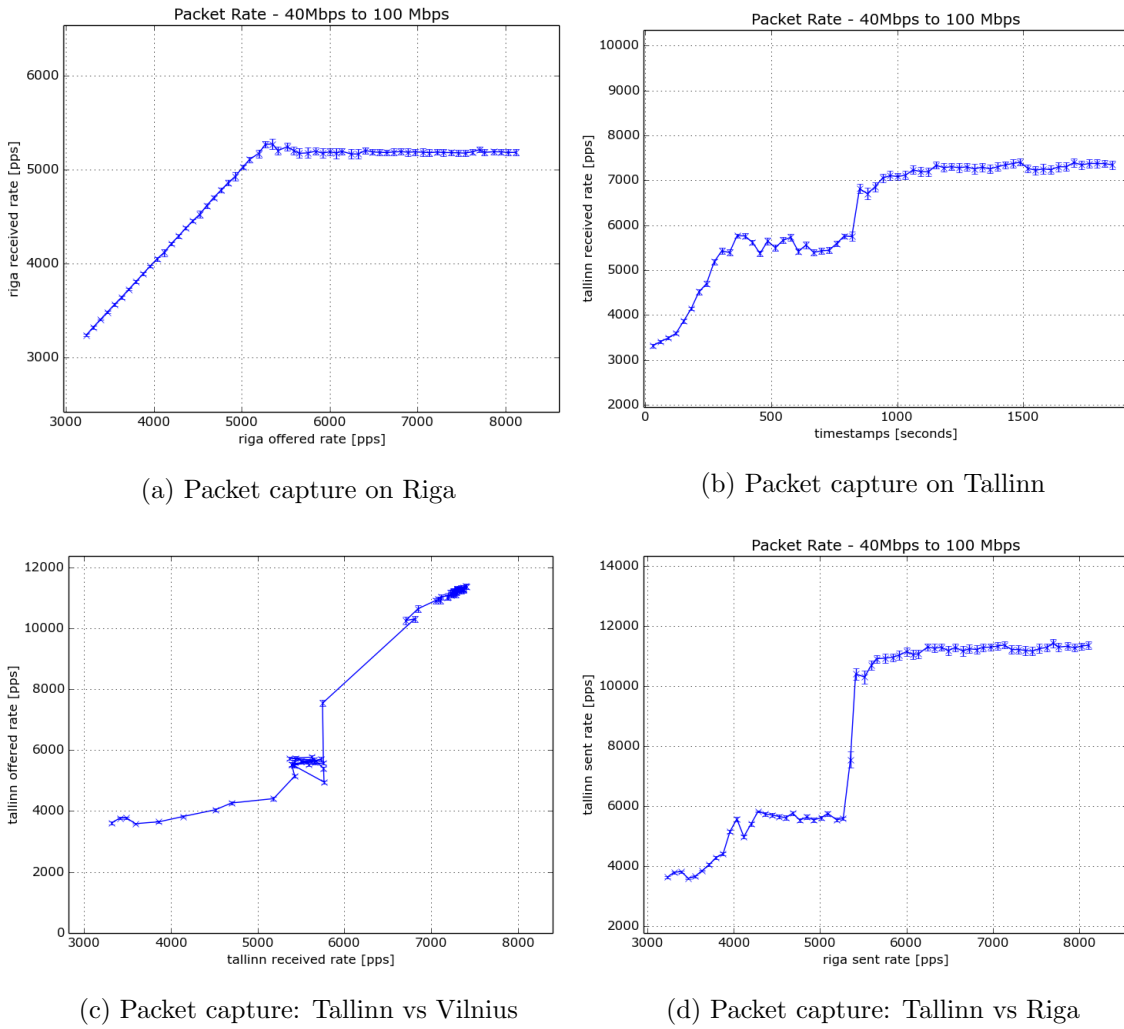 Packet Rate - 40Mbps to 100 Mbps
6000
5000
4000
3000
riga received rate [pps]
3000 4000 5000 6000 7000 8000
riga offered rate [pps]
(a) Packet capture on Riga
Packet Rate - 40Mbps to 100 Mbps
10000
9000
8000
7000
6000
5000
4000
3000
2000
tallinn received rate [pps]
0 500 1000 1500
timestamps [seconds]
(b) Packet capture on Tallinn
12000
10000
8000
6000
4000
2000
0
tallinn offered rate [pps]
3000 4000 5000 6000 7000 8000
tallinn received rate [pps]
(c) Packet capture: Tallinn vs Vilnius
Packet Rate - 40Mbps to 100 Mbps
14000
12000
10000
8000
6000
4000
2000
tallinn sent rate [pps]
3000 4000 5000 6000 7000 8000
riga sent rate [pps]
(d) Packet capture: Tallinn vs Riga